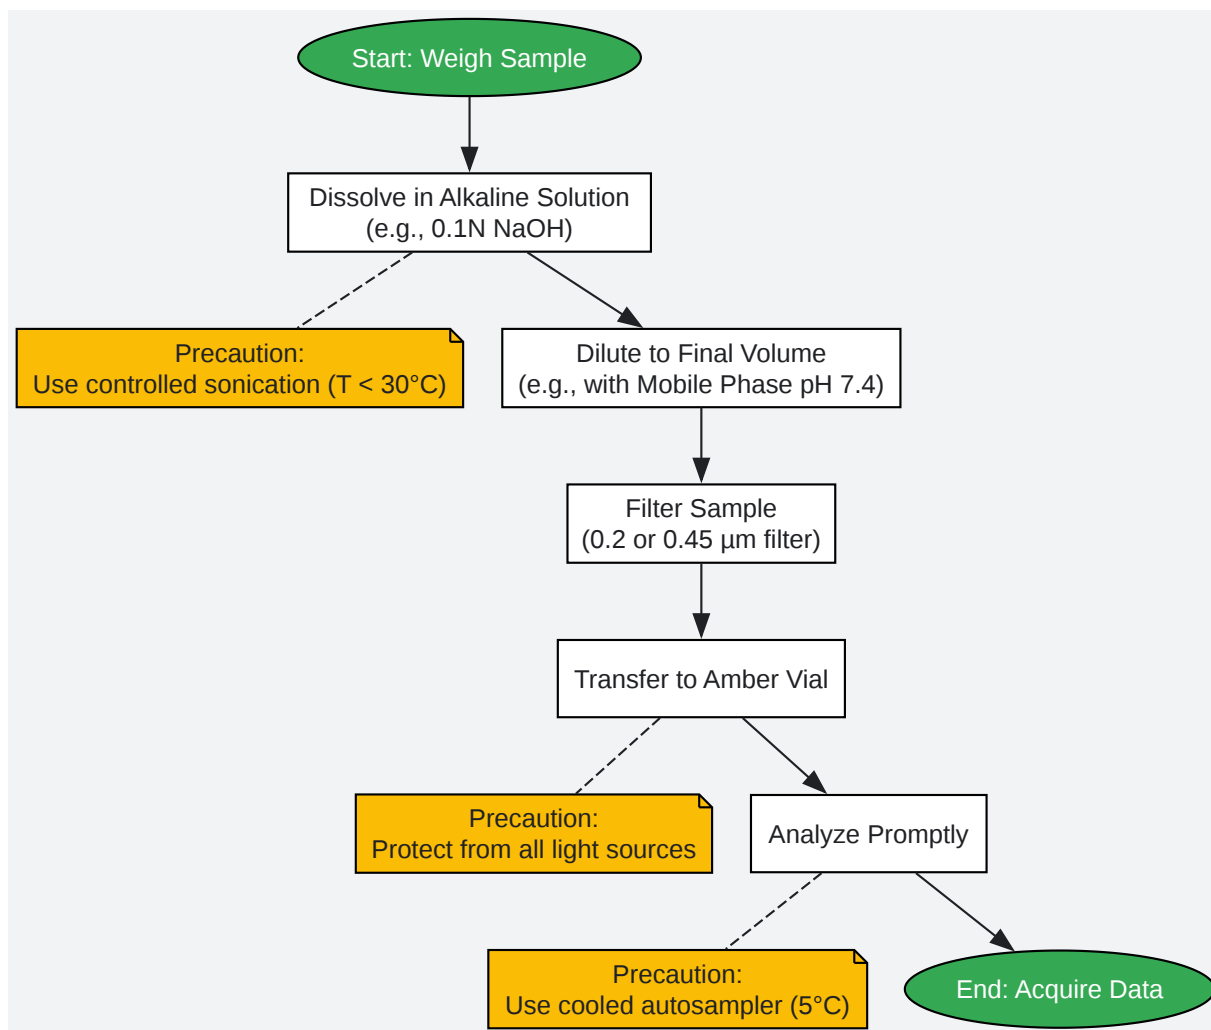 Start: Weigh Sample
Dissolve in Alkaline Solution
(e.g., 0.1N NaOH)
Precaution:
Use controlled sonication (T < 30°C)
Dilute to Final Volume
(e.g., with Mobile Phase pH 7.4)
Filter Sample
(0.2 or 0.45 µm filter)
Transfer to Amber Vial
Precaution:
Protect from all light sources
Analyze Promptly
Precaution:
Use cooled autosampler (5°C)
End: Acquire Data